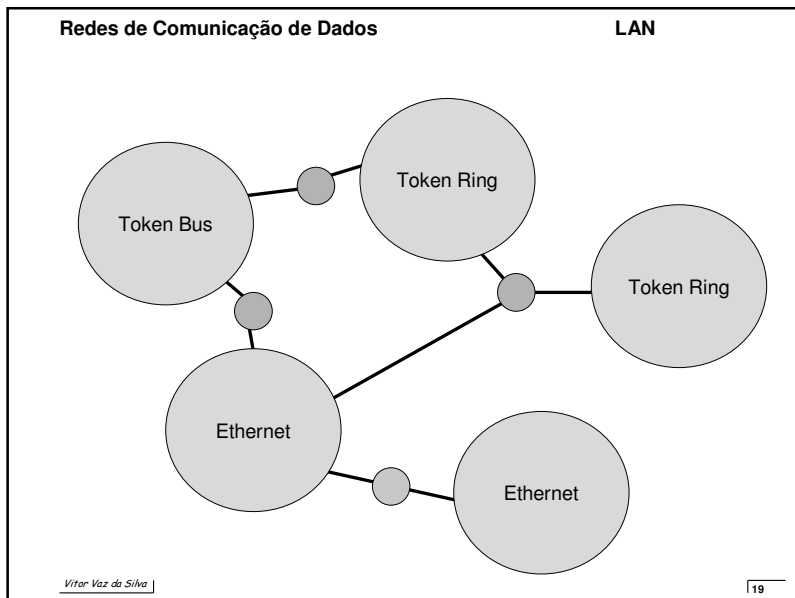 Redes de Comunicação de Dados LAN
Token Ring
Token Bus
Token Ring
Ethernet
Ethernet
Vitor Vaz da Silva 19